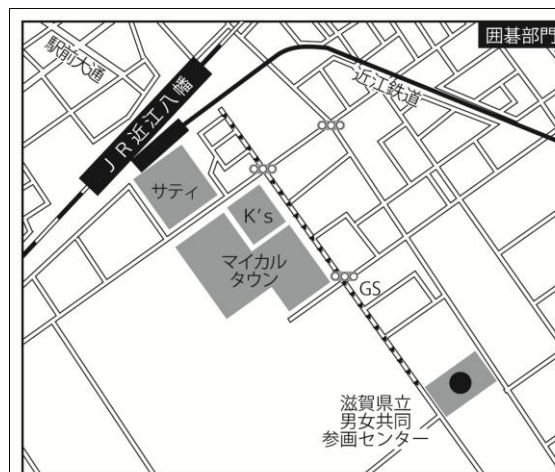 囲碁部門
駅前大通
近江鉄道
JR近江八幡
サティ
K's
マイカル
タウン
GS
滋賀県立
男女共同
参画センター